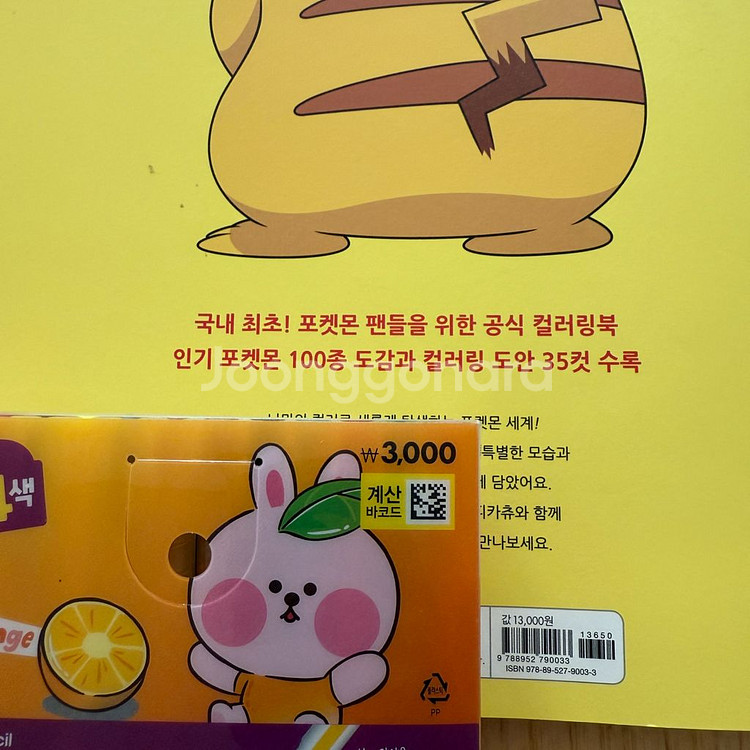 국내 최초! 포켓몬 팬들을 위한 공식 컬러링북
인기 포켓몬 100종 도감과 컬러링 도안 35컷 수록
Joonggonara
포켓몬 세계!
특별한 모습과
담았어요.
피카츄와 함께
만나보세요.
₩3,000
계산
바코드
4색
PP
값 13,000원
13650
9 788952 790033
ISBN 978-89-527-9003-3